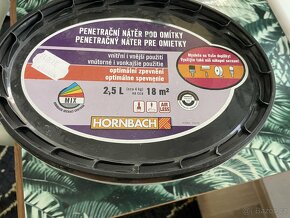 PENETRAČNÍ NÁTĚR POD OMÍTKY
PENETRAČNÝ NÁTER PRE OMIETKY
vnitřní i vnější použití
vnútorné i vonkajšie použitie
optimální zpevnění
optimálne spevnenie
2,5 L
18 m²
MIX
HORNBACH